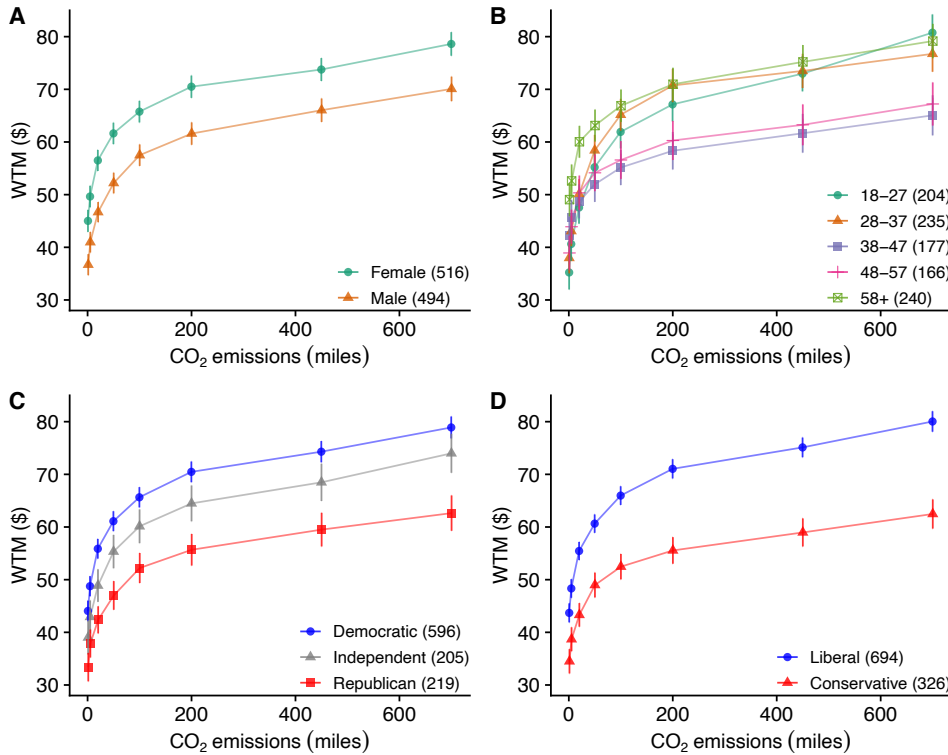 A
80
70
60
50
40
30
WTM ($)
Female (516)
Male (494)
0 200 400 600
CO₂ emissions (miles)
B
80
70
60
50
40
30
WTM ($)
18–27 (204)
28–37 (235)
38–47 (177)
48–57 (166)
58+ (240)
0 200 400 600
CO₂ emissions (miles)
C
80
70
60
50
40
30
WTM ($)
Democratic (596)
Independent (205)
Republican (219)
0 200 400 600
CO₂ emissions (miles)
D
80
70
60
50
40
30
WTM ($)
Liberal (694)
Conservative (326)
0 200 400 600
CO₂ emissions (miles)